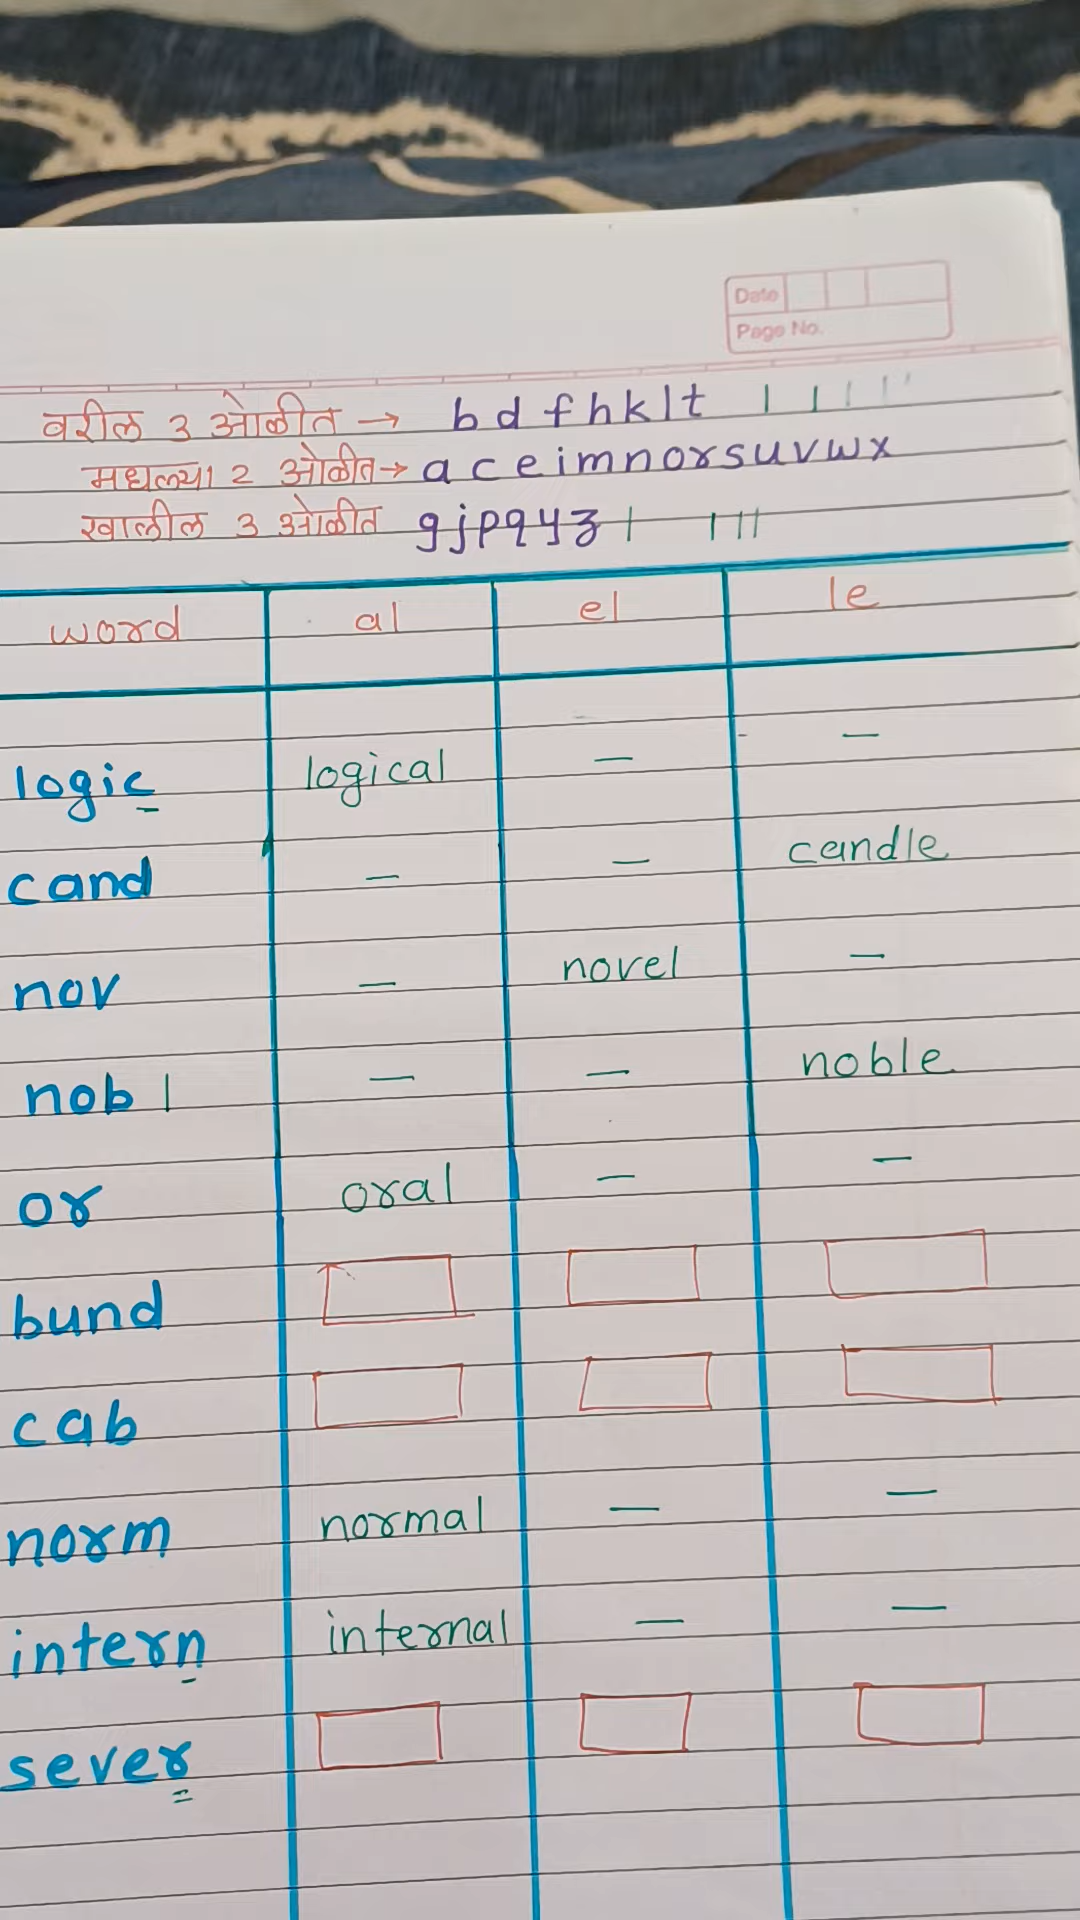 Date
Page No.
वरील 3 ओळीत → b d f h k l t
मधल्या 2 ओळीत → a c e i m n o r s u v w x
खालील 3 ओळीत g j p q y z
word al el le
logic logical — —
cand — — candle
nov — novel —
nob — — noble
or oral — —
bund
cab
norm normal — —
intern internal — —
sever